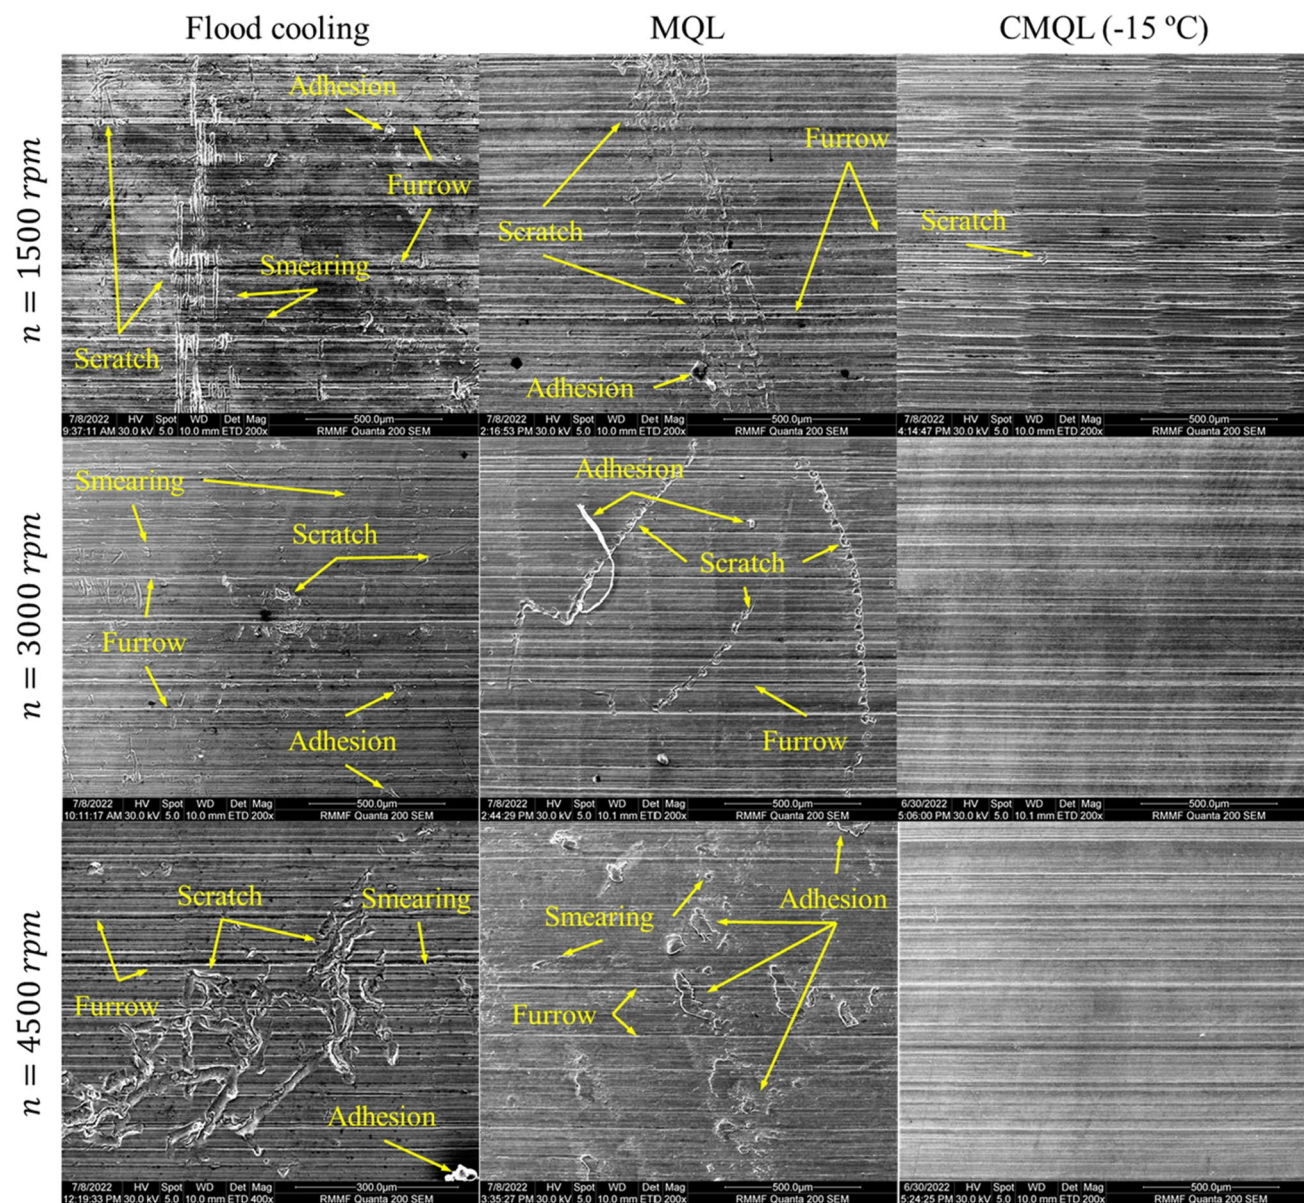 Flood cooling MQL CMQL (-15 ºC)
n = 1500 rpm
Adhesion
Furrow
Smearing
Scratch
Furrow
Scratch
Adhesion
Scratch
7/8/2022 HV Spot WD Det Mag 500.0µm
9:37:11 AM 30.0 kV 5.0 10.0 mm ETD 200x RMMF Quanta 200 SEM
7/8/2022 HV Spot WD Det Mag 500.0µm
2:16:53 PM 30.0 kV 5.0 10.0 mm ETD 200x RMMF Quanta 200 SEM
7/8/2022 HV Spot WD Det Mag 500.0µm
4:14:47 PM 30.0 kV 5.0 10.0 mm ETD 200x RMMF Quanta 200 SEM
n = 3000 rpm
Smearing
Scratch
Furrow
Adhesion
Adhesion
Scratch
Furrow
7/8/2022 HV Spot WD Det Mag 500.0µm
10:11:17 AM 30.0 kV 5.0 10.0 mm ETD 200x RMMF Quanta 200 SEM
7/8/2022 HV Spot WD Det Mag 500.0µm
2:44:29 PM 30.0 kV 5.0 10.1 mm ETD 200x RMMF Quanta 200 SEM
6/30/2022 HV Spot WD Det Mag 500.0µm
5:06:00 PM 30.0 kV 5.0 10.1 mm ETD 200x RMMF Quanta 200 SEM
n = 4500 rpm
Scratch
Smearing
Furrow
Adhesion
Adhesion
Smearing
Furrow
7/8/2022 HV Spot WD Det Mag 300.0µm
12:19:33 PM 30.0 kV 5.0 10.0 mm ETD 400x RMMF Quanta 200 SEM
7/8/2022 HV Spot WD Det Mag 500.0µm
3:35:27 PM 30.0 kV 5.0 10.0 mm ETD 200x RMMF Quanta 200 SEM
6/30/2022 HV Spot WD Det Mag 500.0µm
5:24:25 PM 30.0 kV 5.0 10.0 mm ETD 200x RMMF Quanta 200 SEM